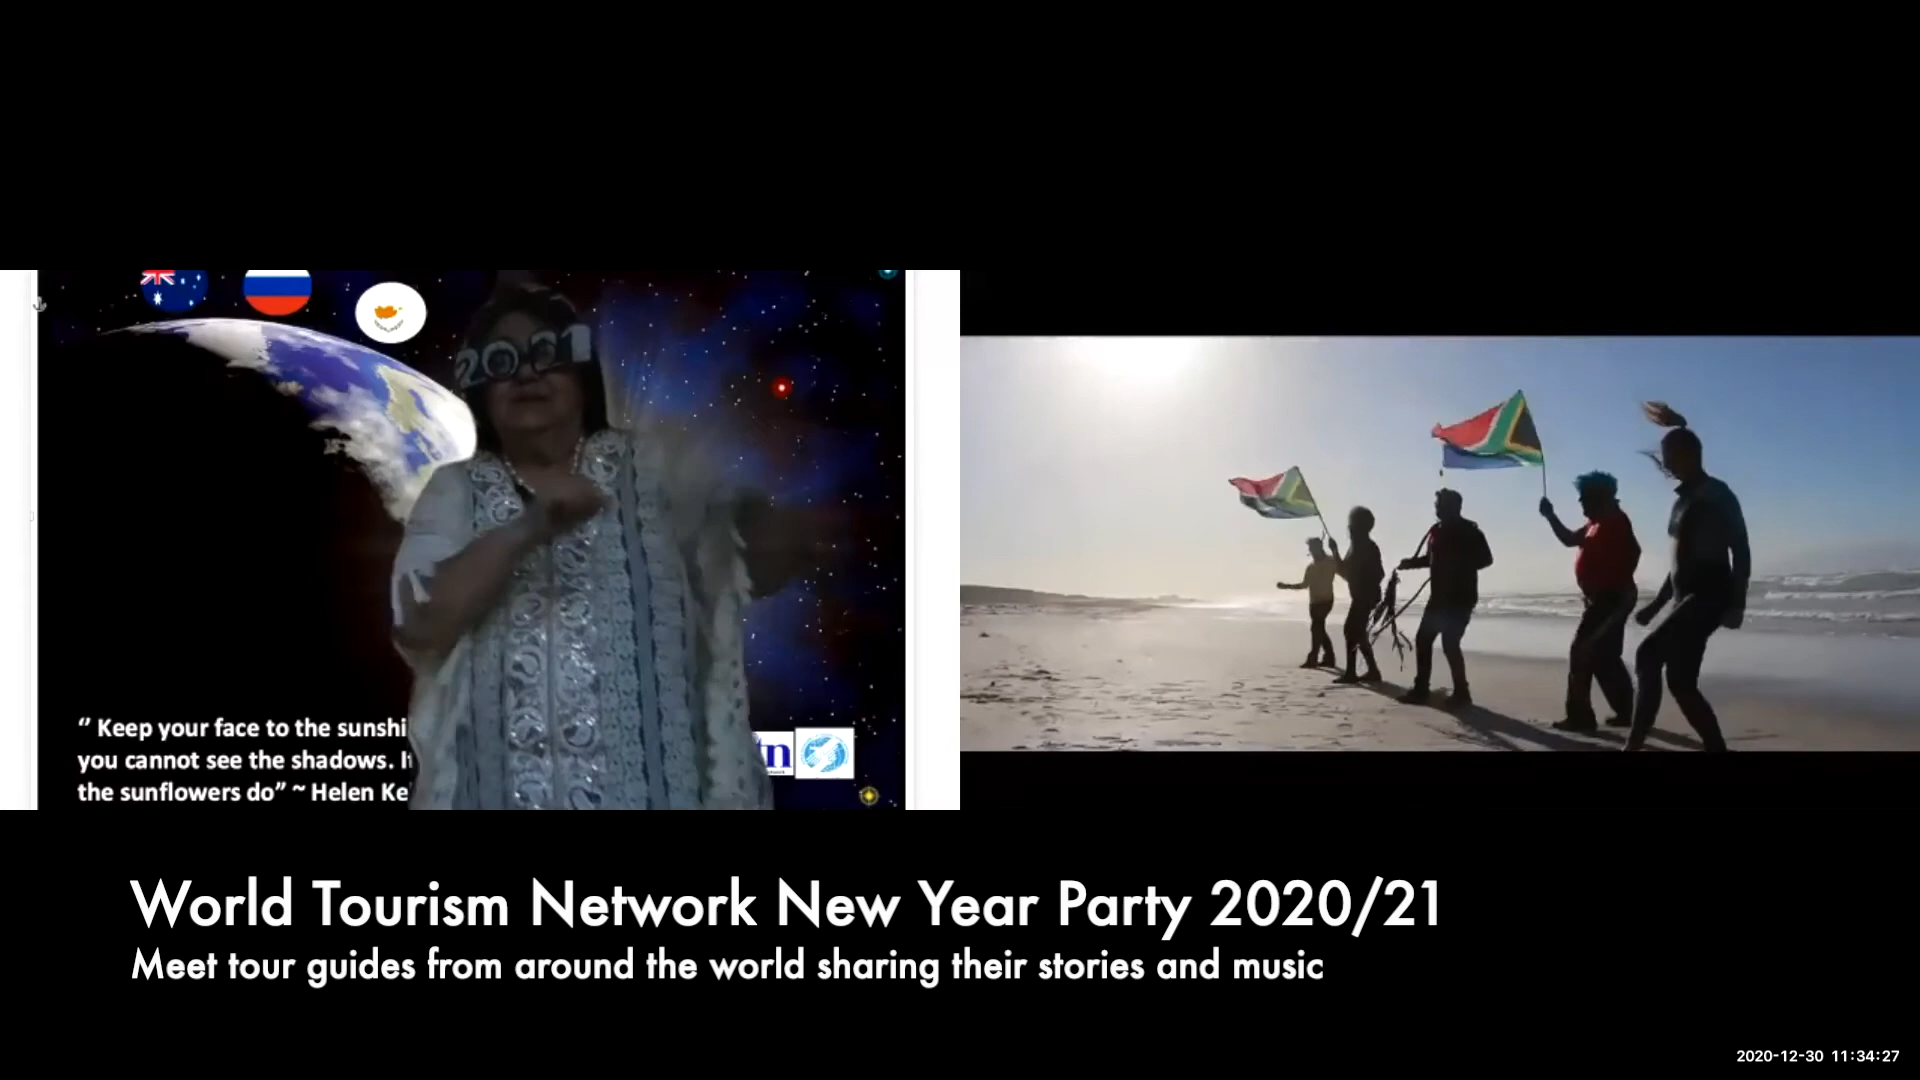 2021
“ Keep your face to the sunshi
you cannot see the shadows. It
the sunflowers do” ~ Helen Ke
tn
World Tourism Network New Year Party 2020/21
Meet tour guides from around the world sharing their stories and music
2020-12-30 11:34:27